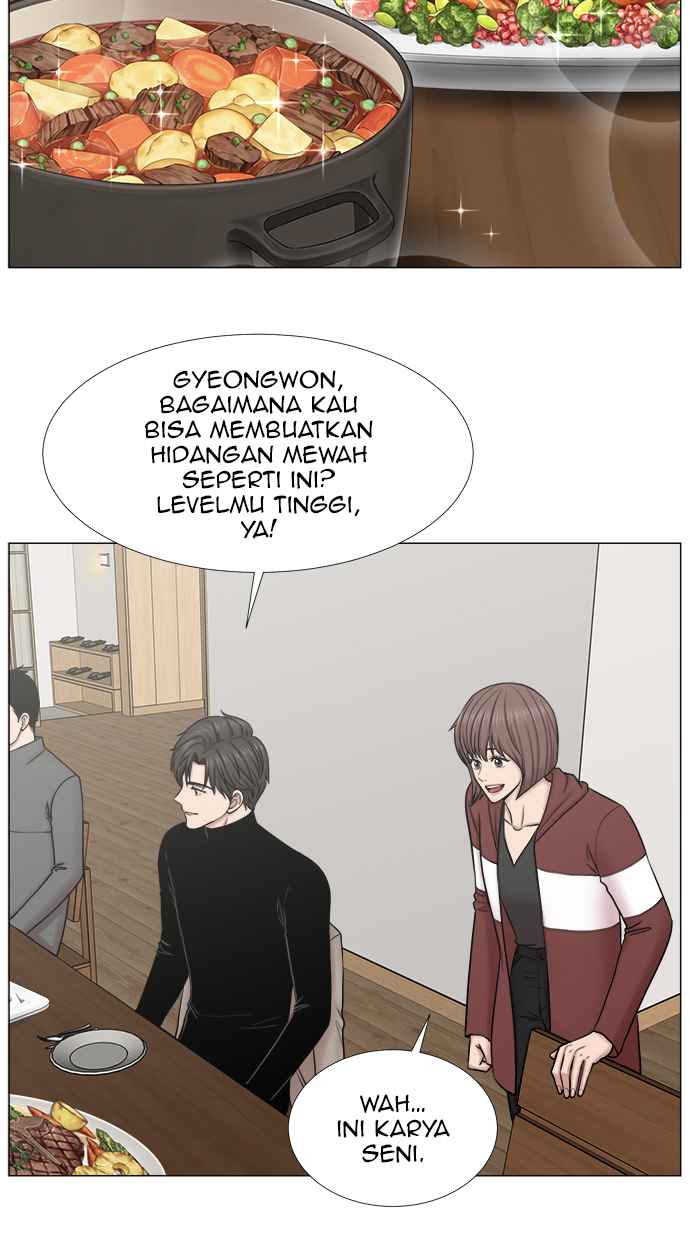 GYEONGWON,
BAGAIMANA KAU
BISA MEMBUATKAN
HIDANGAN MEWAH
SEPERTI INI?
LEVELMU TINGGI,
YA!
WAH...
INI KARYA
SENI.